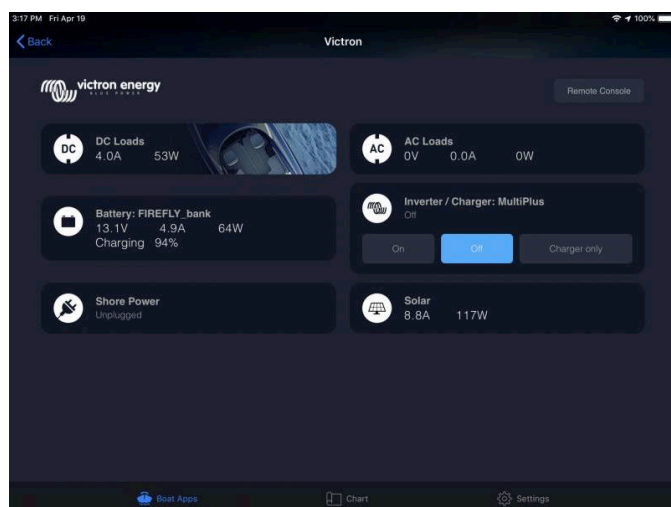 3:17 PM Fri Apr 19
100%
Back
Victron
victron energy
BLUE POWER
Remote Console
DC
DC Loads
4.0A 53W
AC
AC Loads
0V 0.0A 0W
Battery: FIREFLY_bank
13.1V 4.9A 64W
Charging 94%
Inverter / Charger: MultiPlus
Off
On Off Charger only
Shore Power
Unplugged
Solar
8.8A 117W
Boat Apps Chart Settings